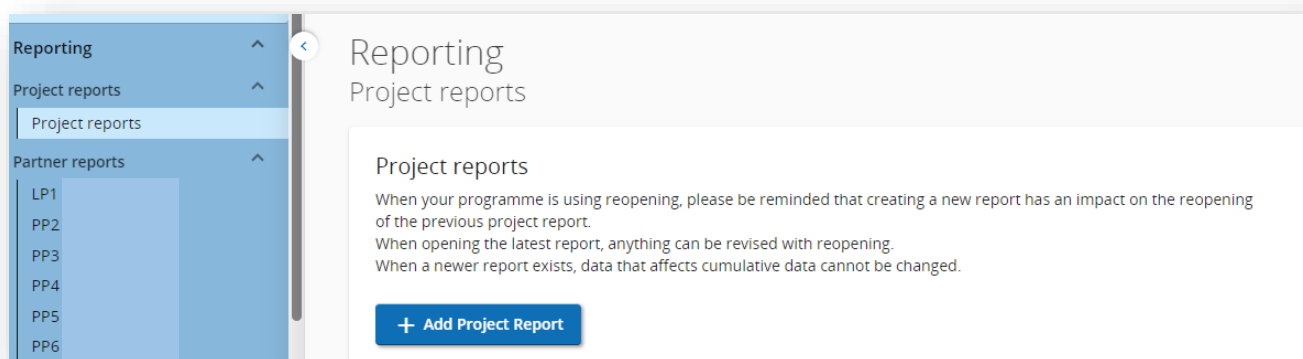 Reporting
Project reports
Project reports
Partner reports
LP1
PP2
PP3
PP4
PP5
PP6
Reporting
Project reports
Project reports
When your programme is using reopening, please be reminded that creating a new report has an impact on the reopening
of the previous project report.
When opening the latest report, anything can be revised with reopening.
When a newer report exists, data that affects cumulative data cannot be changed.
+ Add Project Report